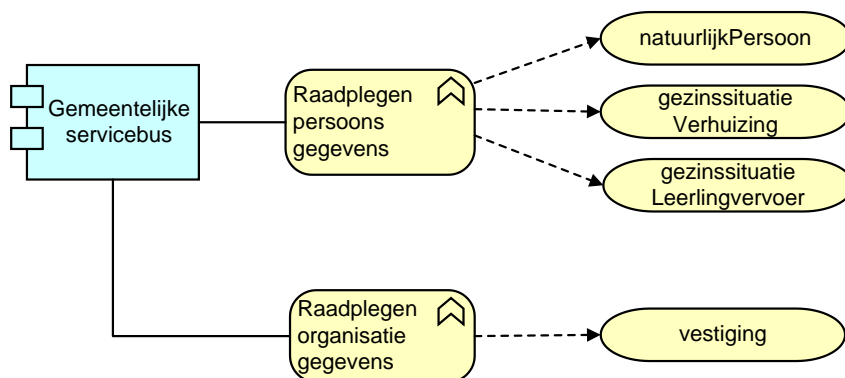 natuurlijkPersoon
Gemeentelijke
servicebus
Raadplegen
persoons
gegevens
gezinssituatie
Verhuizing
gezinssituatie
Leerlingvervoer
Raadplegen
organisatie
gegevens
vestiging